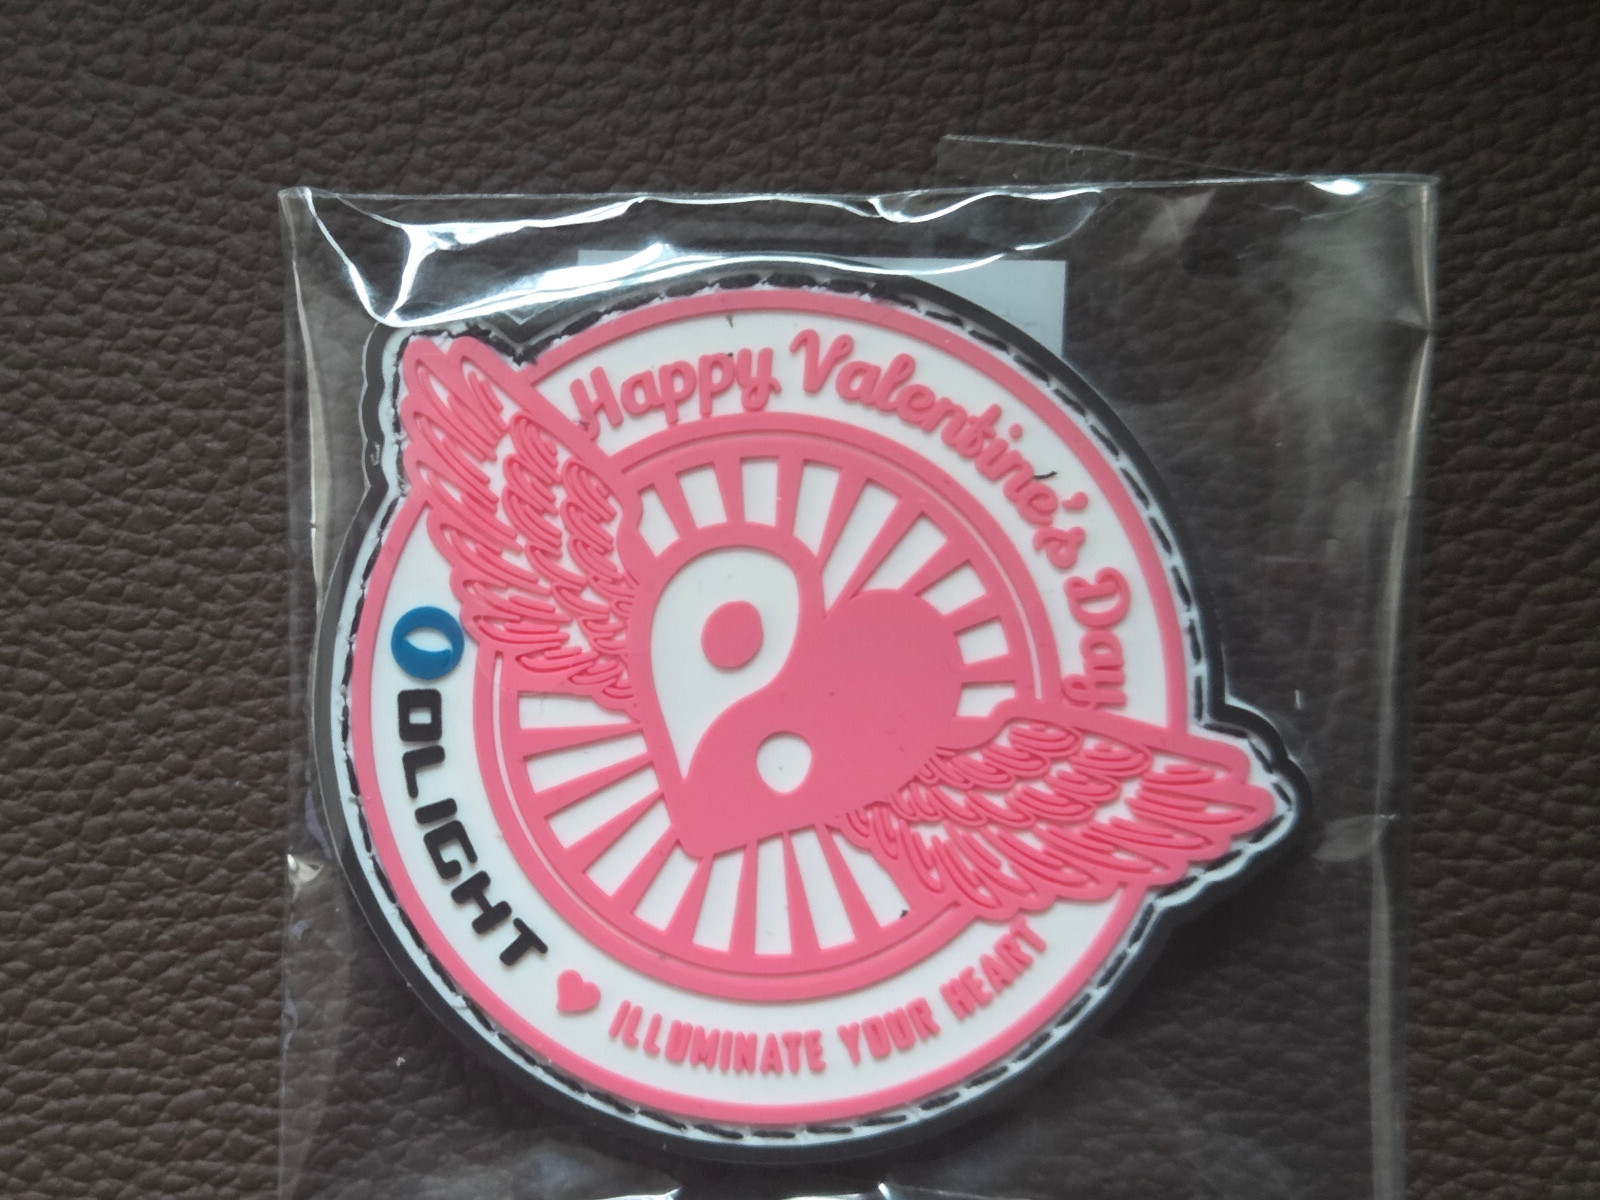 Happy Valentine's Day
OLIGHT
ILLUMINATE YOUR HEART